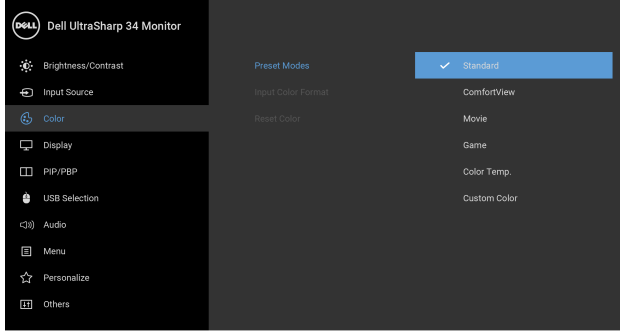 DELL Dell UltraSharp 34 Monitor
Brightness/Contrast Preset Modes Standard
Input Source Input Color Format ComfortView
Color Reset Color Movie
Display Game
PIP/PBP Color Temp.
USB Selection Custom Color
Audio
Menu
Personalize
Others